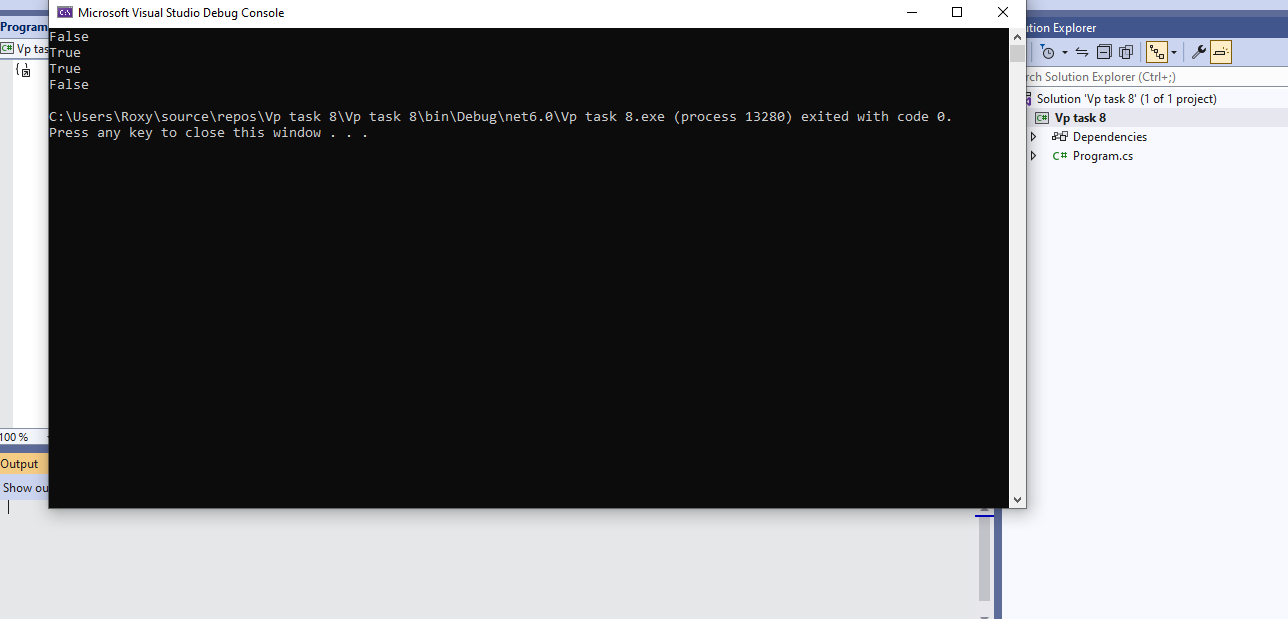 Microsoft Visual Studio Debug Console
False
True
True
False
C:\Users\Roxy\source\repos\Vp task 8\Vp task 8\bin\Debug\net6.0\Vp task 8.exe (process 13280) exited with code 0.
Press any key to close this window . . .
Program
C# Vp tas
100 %
Output
Show ou
ution Explorer
rch Solution Explorer (Ctrl+;)
Solution 'Vp task 8' (1 of 1 project)
C# Vp task 8
Dependencies
C# Program.cs